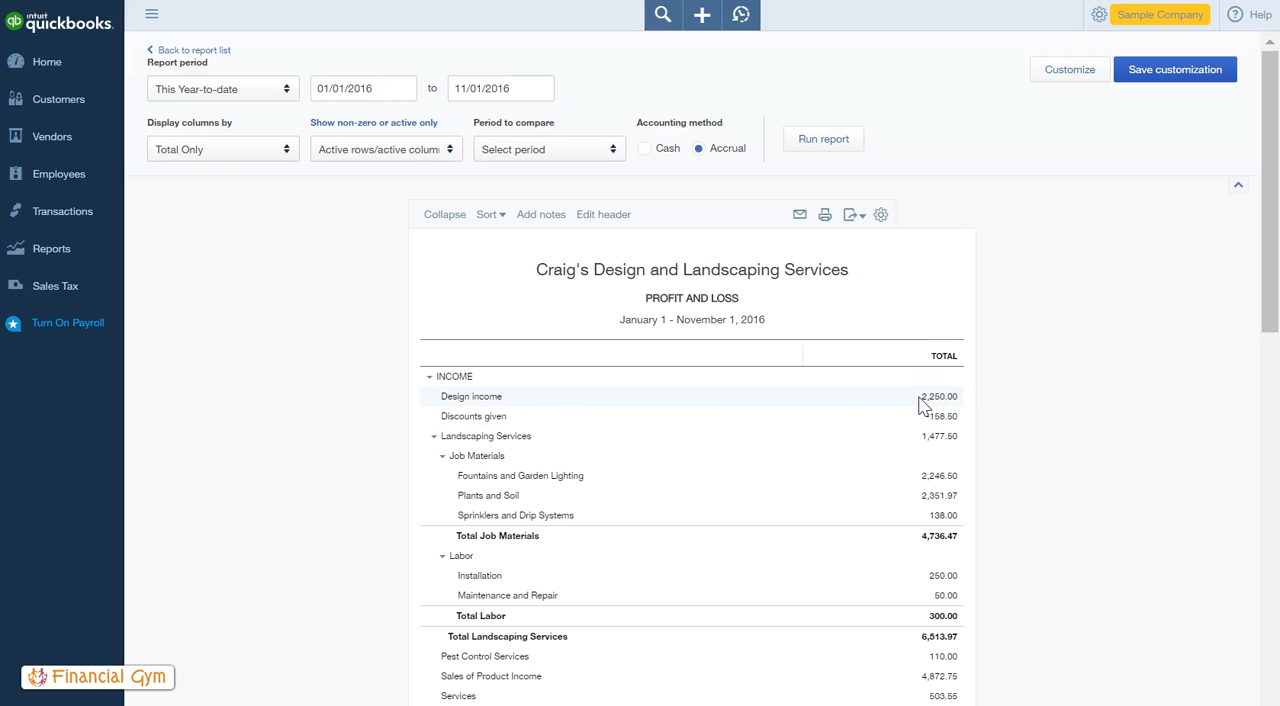 intuit
quickbooks.
Sample Company
Help
Home
Customers
Vendors
Employees
Transactions
Reports
Sales Tax
Turn On Payroll
Back to report list
Report period
This Year-to-date
01/01/2016
to
11/01/2016
Customize
Save customization
Display columns by
Show non-zero or active only
Period to compare
Accounting method
Total Only
Active rows/active colum
Select period
Cash
Accrual
Run report
Collapse
Sort
Add notes
Edit header
Craig's Design and Landscaping Services
PROFIT AND LOSS
January 1 - November 1, 2016
TOTAL
INCOME
Design income 2,250.00
Discounts given 158.50
Landscaping Services 1,477.50
Job Materials
Fountains and Garden Lighting 2,246.50
Plants and Soil 2,351.97
Sprinklers and Drip Systems 138.00
Total Job Materials 4,736.47
Labor
Installation 250.00
Maintenance and Repair 50.00
Total Labor 300.00
Total Landscaping Services 6,513.97
Pest Control Services 110.00
Sales of Product Income 4,872.75
Services 503.55
Financial Gym